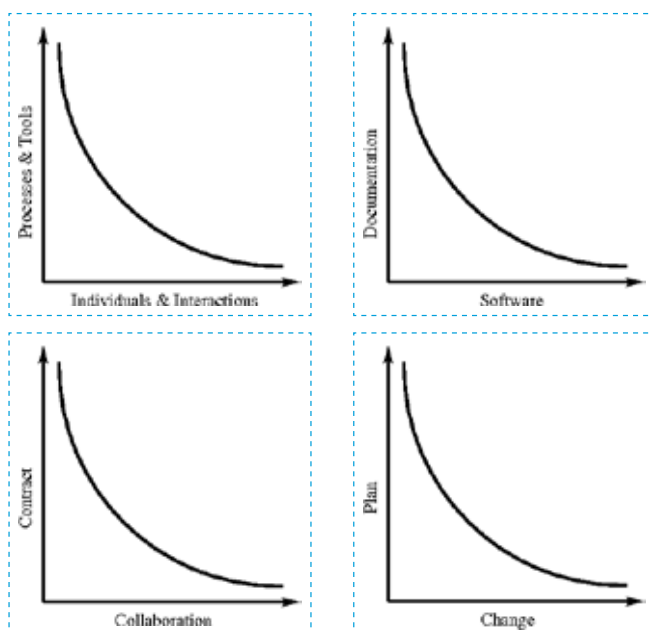 Processes & Tools
Individuals & Interactions
Documentation
Software
Contract
Collaboration
Plan
Change